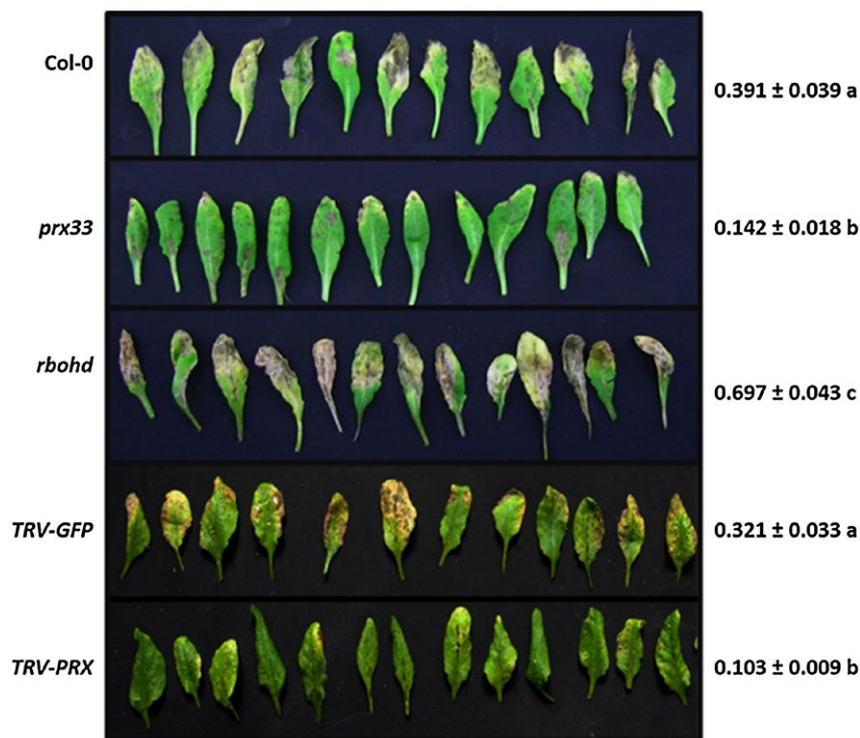 Col-0
0.391 ± 0.039 a
prx33
0.142 ± 0.018 b
rbohd
0.697 ± 0.043 c
TRV-GFP
0.321 ± 0.033 a
TRV-PRX
0.103 ± 0.009 b